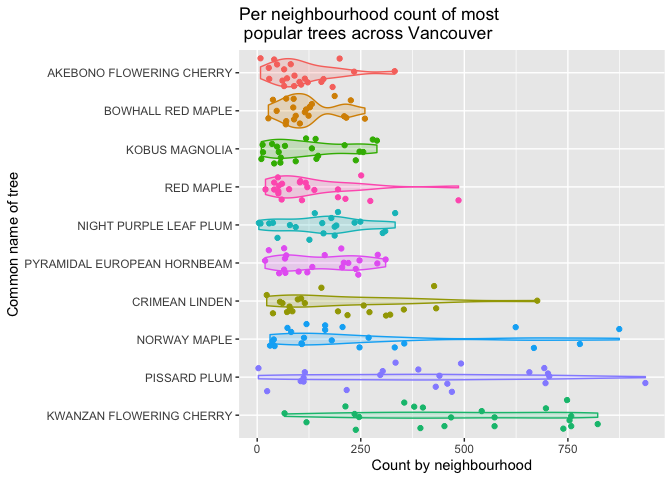 Per neighbourhood count of most
popular trees across Vancouver
Common name of tree
AKEBONO FLOWERING CHERRY
BOWHALL RED MAPLE
KOBUS MAGNOLIA
RED MAPLE
NIGHT PURPLE LEAF PLUM
PYRAMIDAL EUROPEAN HORNBEAM
CRIMEAN LINDEN
NORWAY MAPLE
PISSARD PLUM
KWANZAN FLOWERING CHERRY
0 250 500 750
Count by neighbourhood